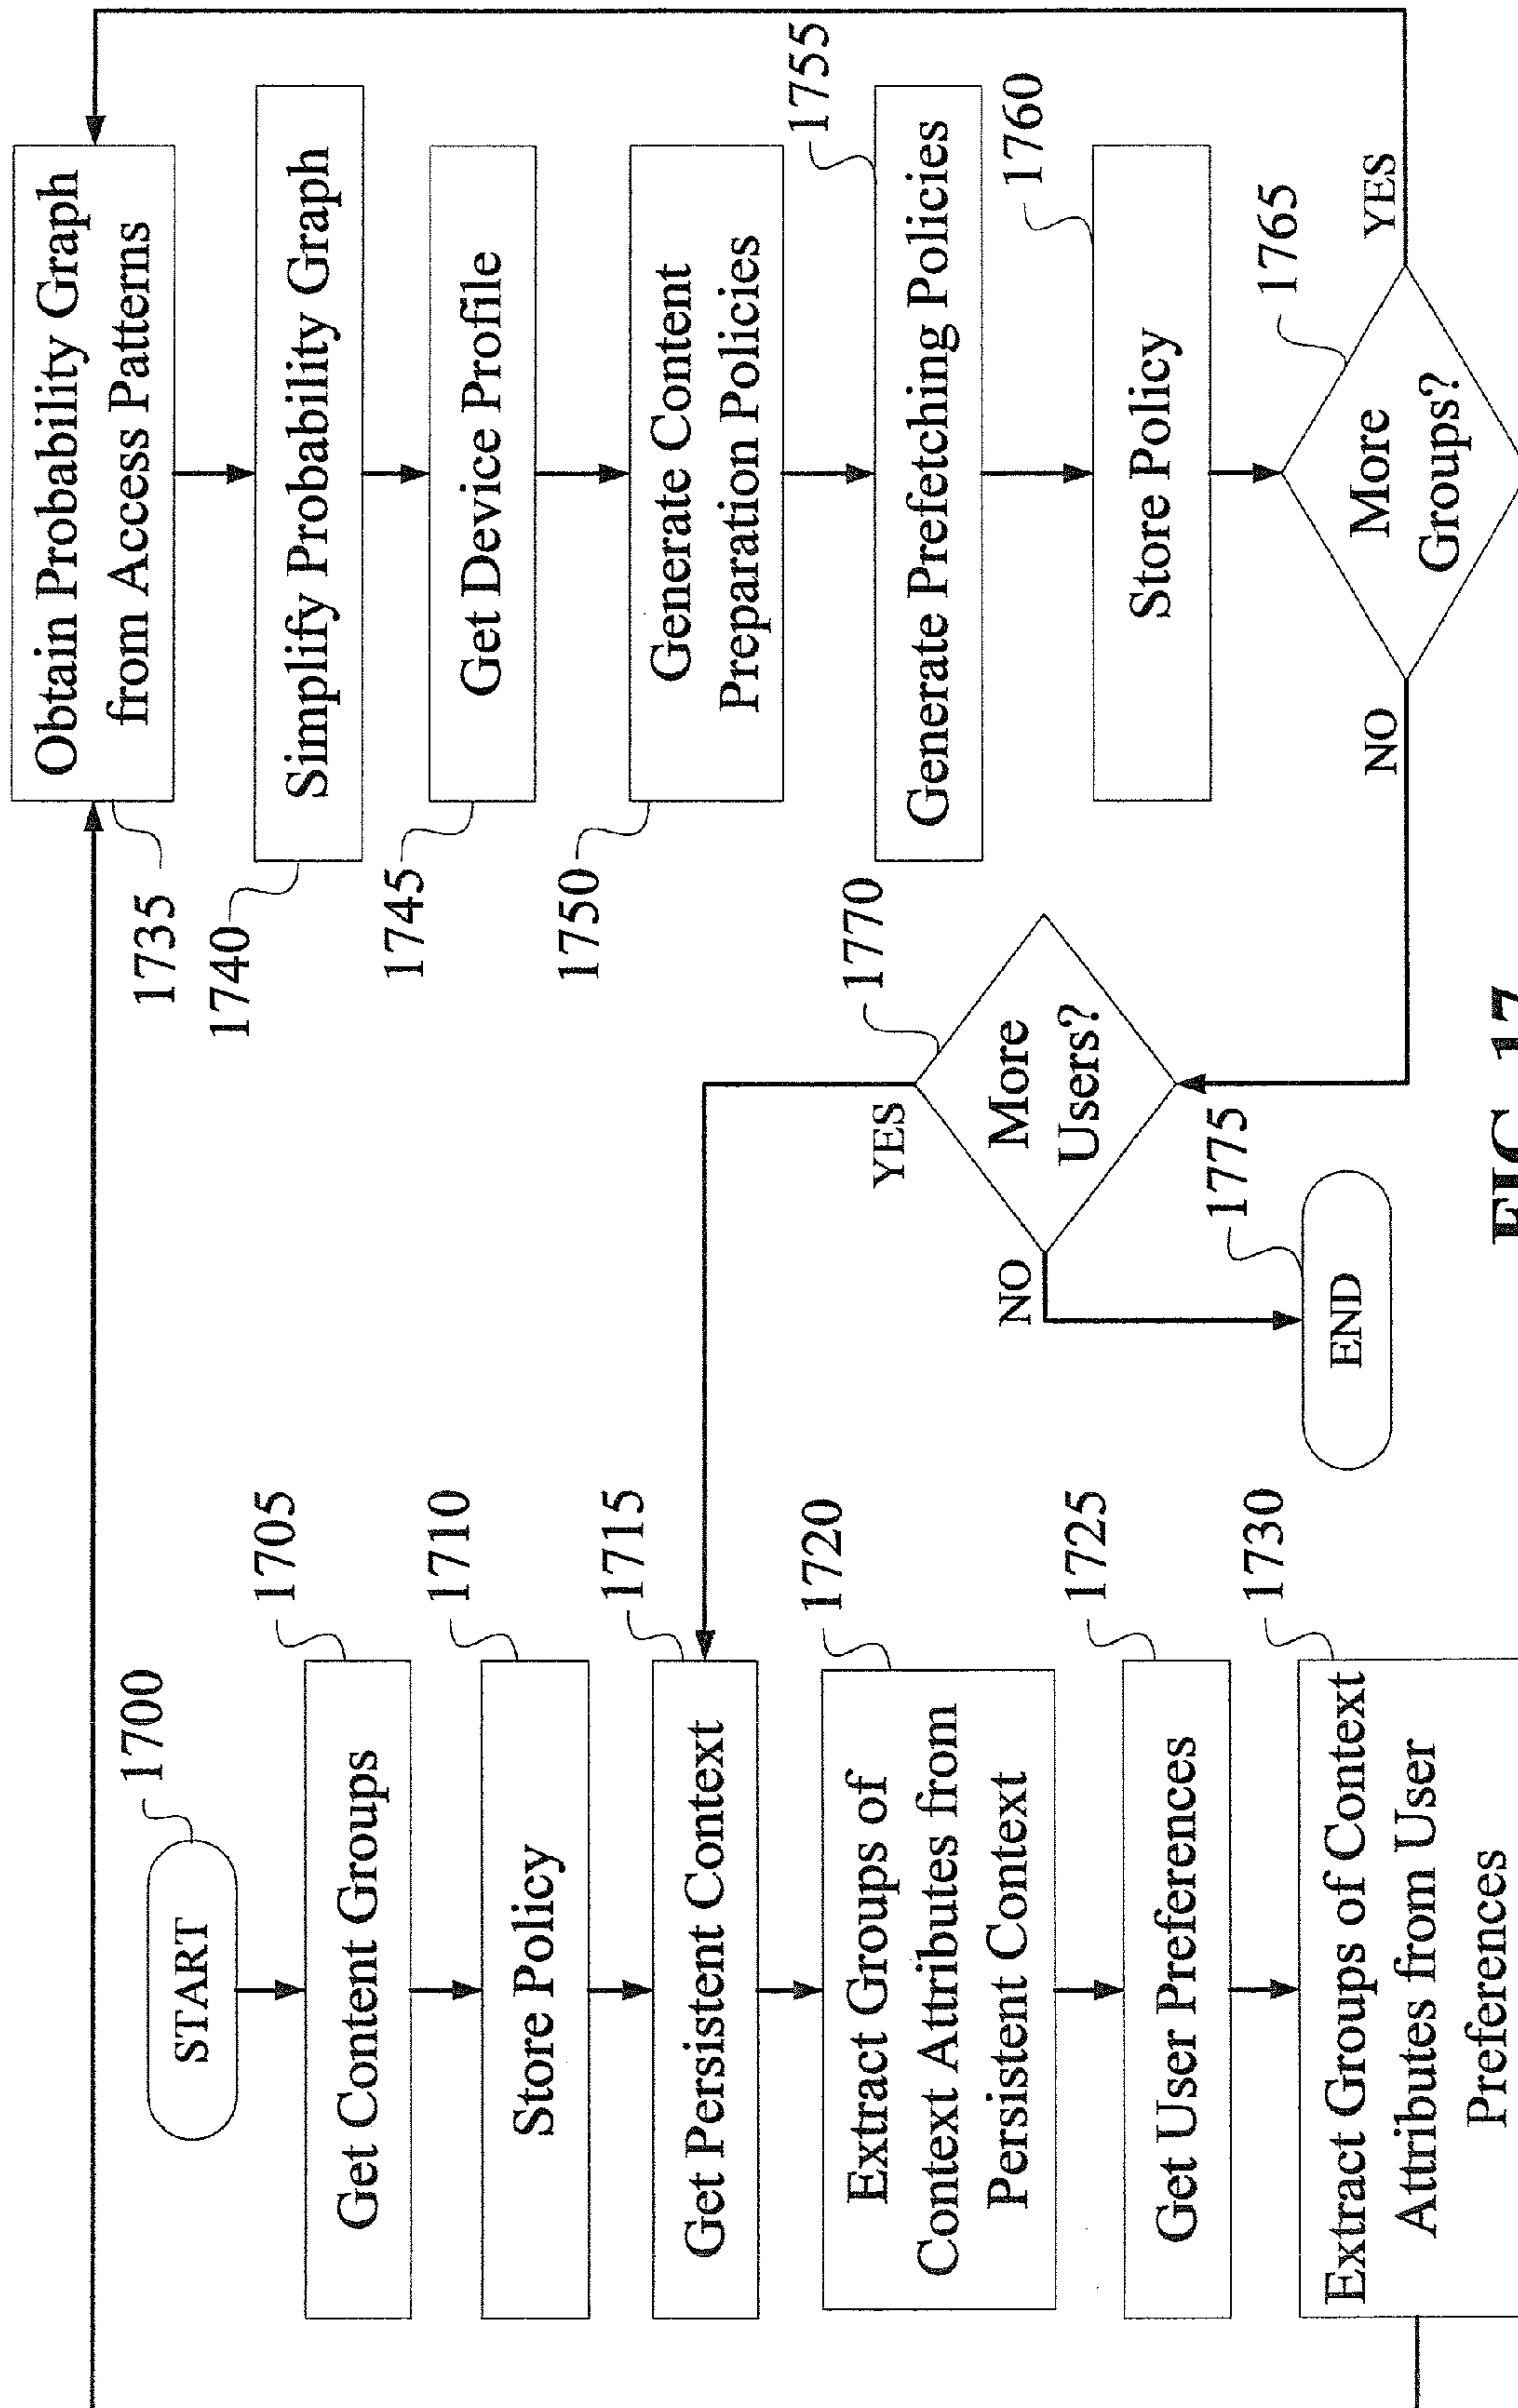 START
1700
Get Content Groups
1705
Store Policy
1710
Get Persistent Context
1715
Extract Groups of
Context Attributes from
Persistent Context
1720
Get User Preferences
1725
Extract Groups of Context
Attributes from User
Preferences
1730
Obtain Probability Graph
from Access Patterns
1735
Simplify Probability Graph
1740
Get Device Profile
1745
Generate Content
Preparation Policies
1750
Generate Prefetching Policies
1755
Store Policy
1760
More
Groups?
1765
YES
NO
More
Users?
1770
YES
NO
END
1775
FIG. 17